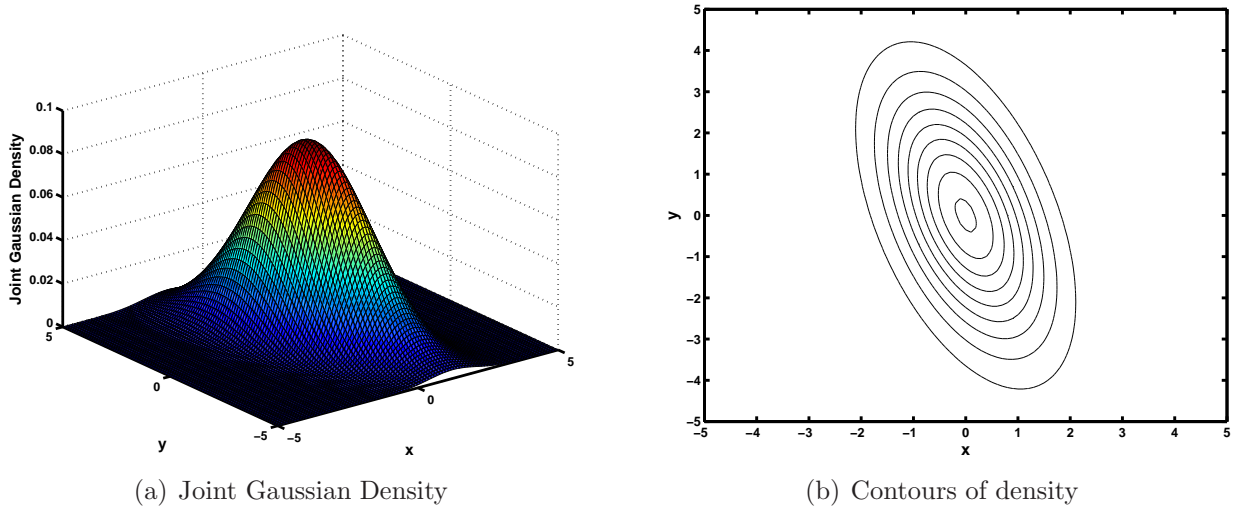 0.1
0.08
0.06
0.04
0.02
0
Joint Gaussian Density
5
0
−5
y
−5
0
5
x
(a) Joint Gaussian Density
5
4
3
2
1
0
−1
−2
−3
−4
−5
y
−5 −4 −3 −2 −1 0 1 2 3 4 5
x
(b) Contours of density